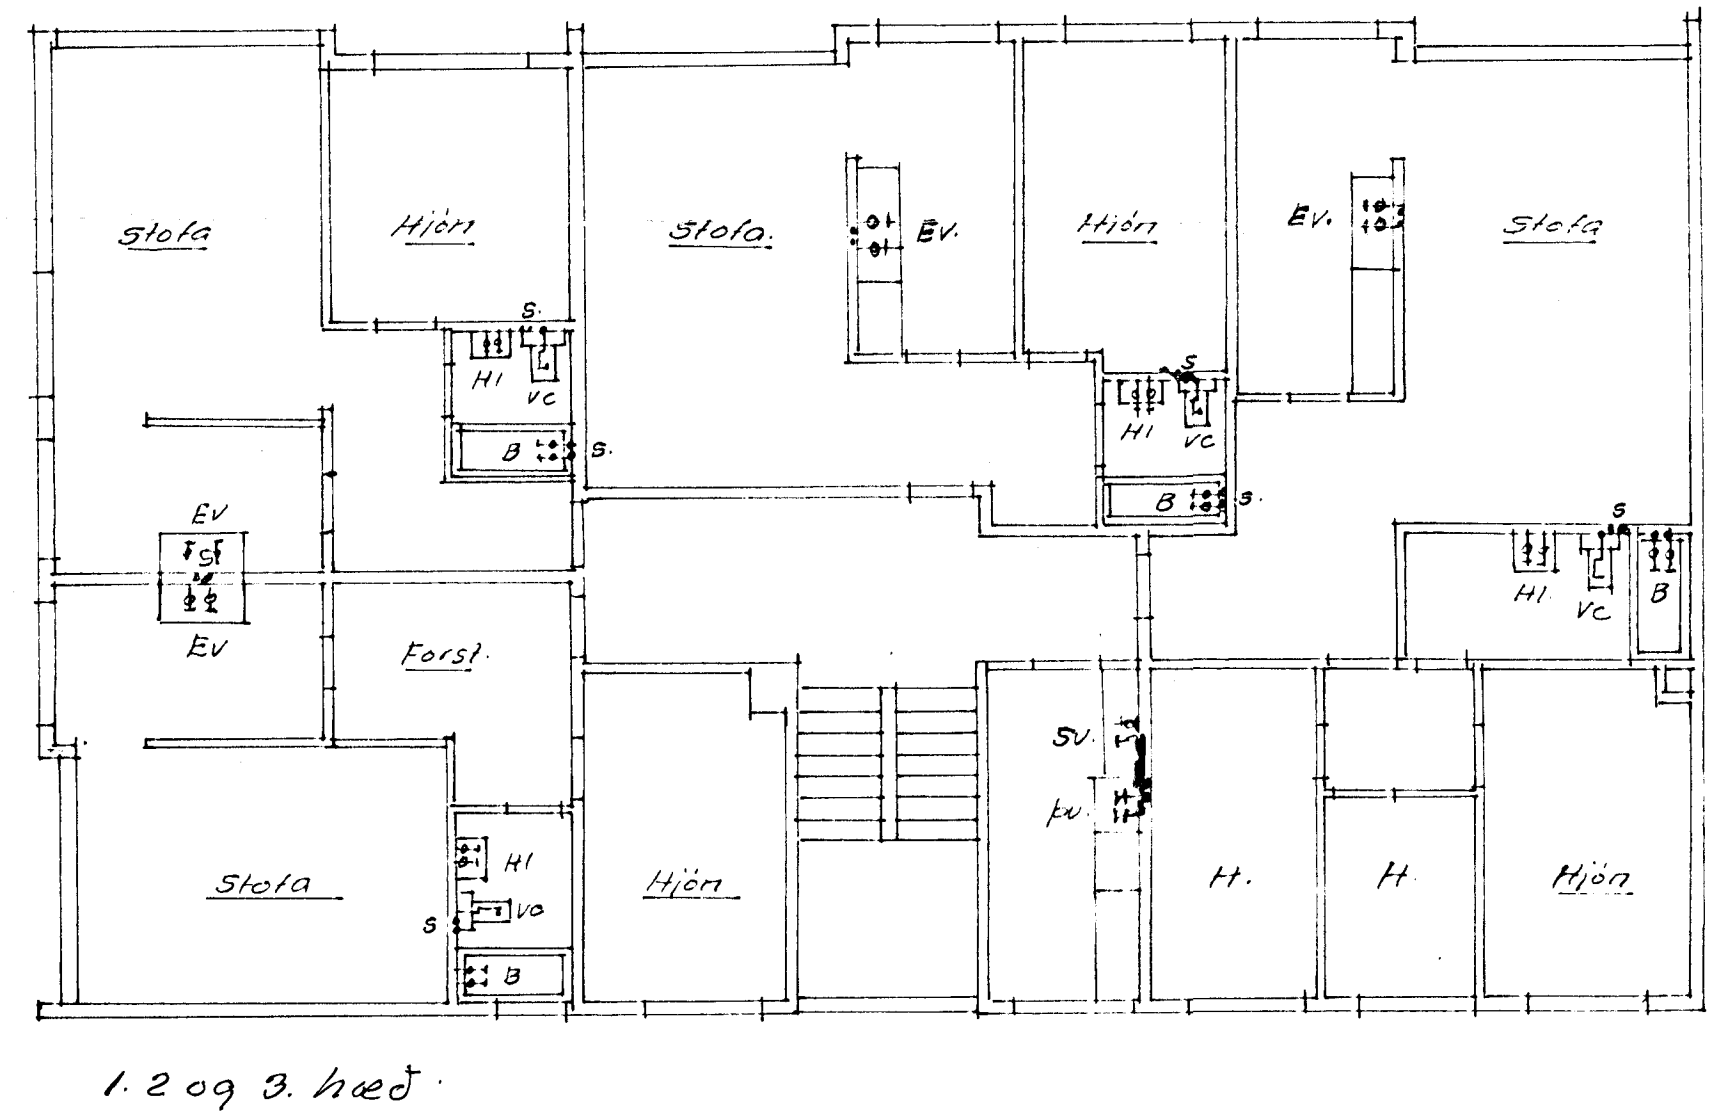 Stofa
Hjón
Stofa.
Ev.
Hjón
Ev.
Stofa
S.
Hl
VC
B
S.
S
Hl
VC
B
S.
S
Hl.
VC
B
Ev
S
Ev
Forst.
Sv.
þv.
Stofa
Hl
VC
S
B
Hjón
H.
H.
Hjón
1. 2 og 3. hæð.